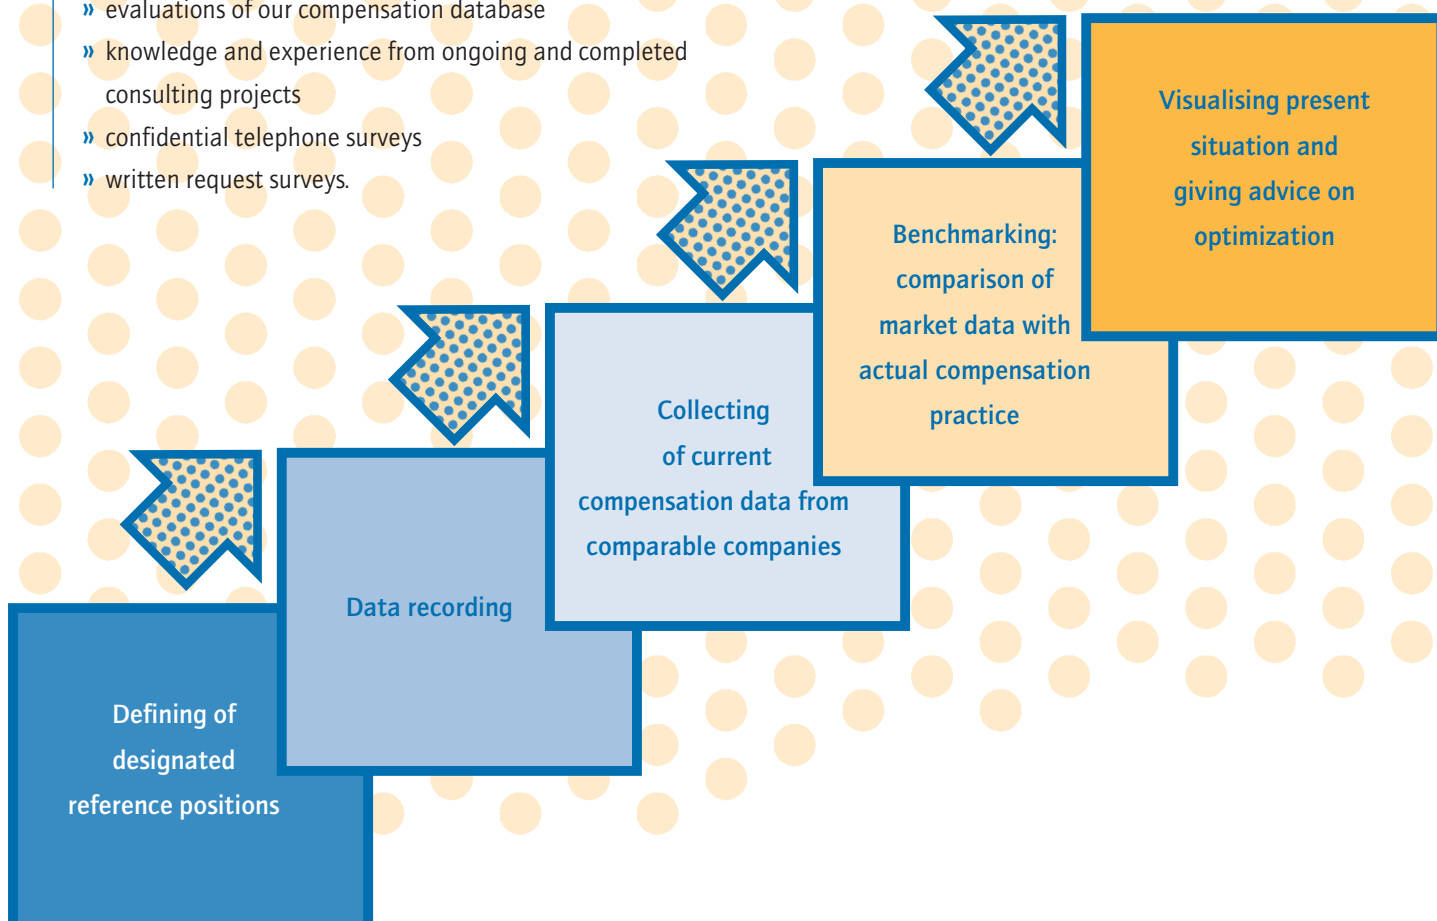 » evaluations of our compensation database
» knowledge and experience from ongoing and completed
consulting projects
» confidential telephone surveys
» written request surveys.
Visualising present
situation and
giving advice on
optimization
Benchmarking:
comparison of
market data with
actual compensation
practice
Collecting
of current
compensation data from
comparable companies
Data recording
Defining of
designated
reference positions